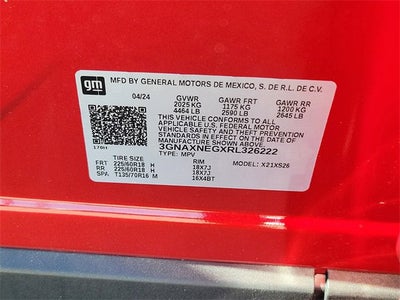 gm
MFD BY GENERAL MOTORS DE MEXICO, S. DE R.L. DE C.V.
04/24 GVWR GAWR FRT GAWR RR
2025 KG 1175 KG 1200 KG
4464 LB 2590 LB 2645 LB
THIS VEHICLE CONFORMS TO ALL
APPLICABLE U.S. FEDERAL MOTOR
VEHICLE SAFETY AND THEFT PREVENTION
STANDARDS IN EFFECT ON THE DATE OF
MANUFACTURE SHOWN ABOVE.
3GNAXNEGXRL326222
TYPE: MPV MODEL: X21XS26
TIRE SIZE RIM
FRT 225/60R18 H 18X7J
RR 225/60R18 H 18X7J
SPA T135/70R16 M 16X4BT